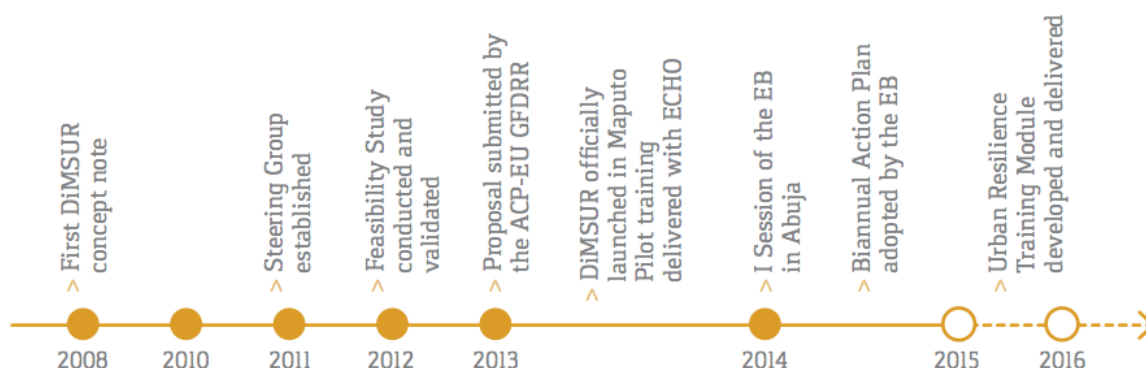 > First DiMSUR
concept note
> Steering Group
established
> Feasibility Study
conducted and
validated
> Proposal submitted by
the ACP-EU GFDRR
> DiMSUR officially
launched in Maputo
Pilot training
delivered with ECHO
> I Session of the EB
in Abuja
> Biannual Action Plan
adopted by the EB
> Urban Resilience
Training Module
developed and delivered
2008
2010
2011
2012
2013
2014
2015
2016